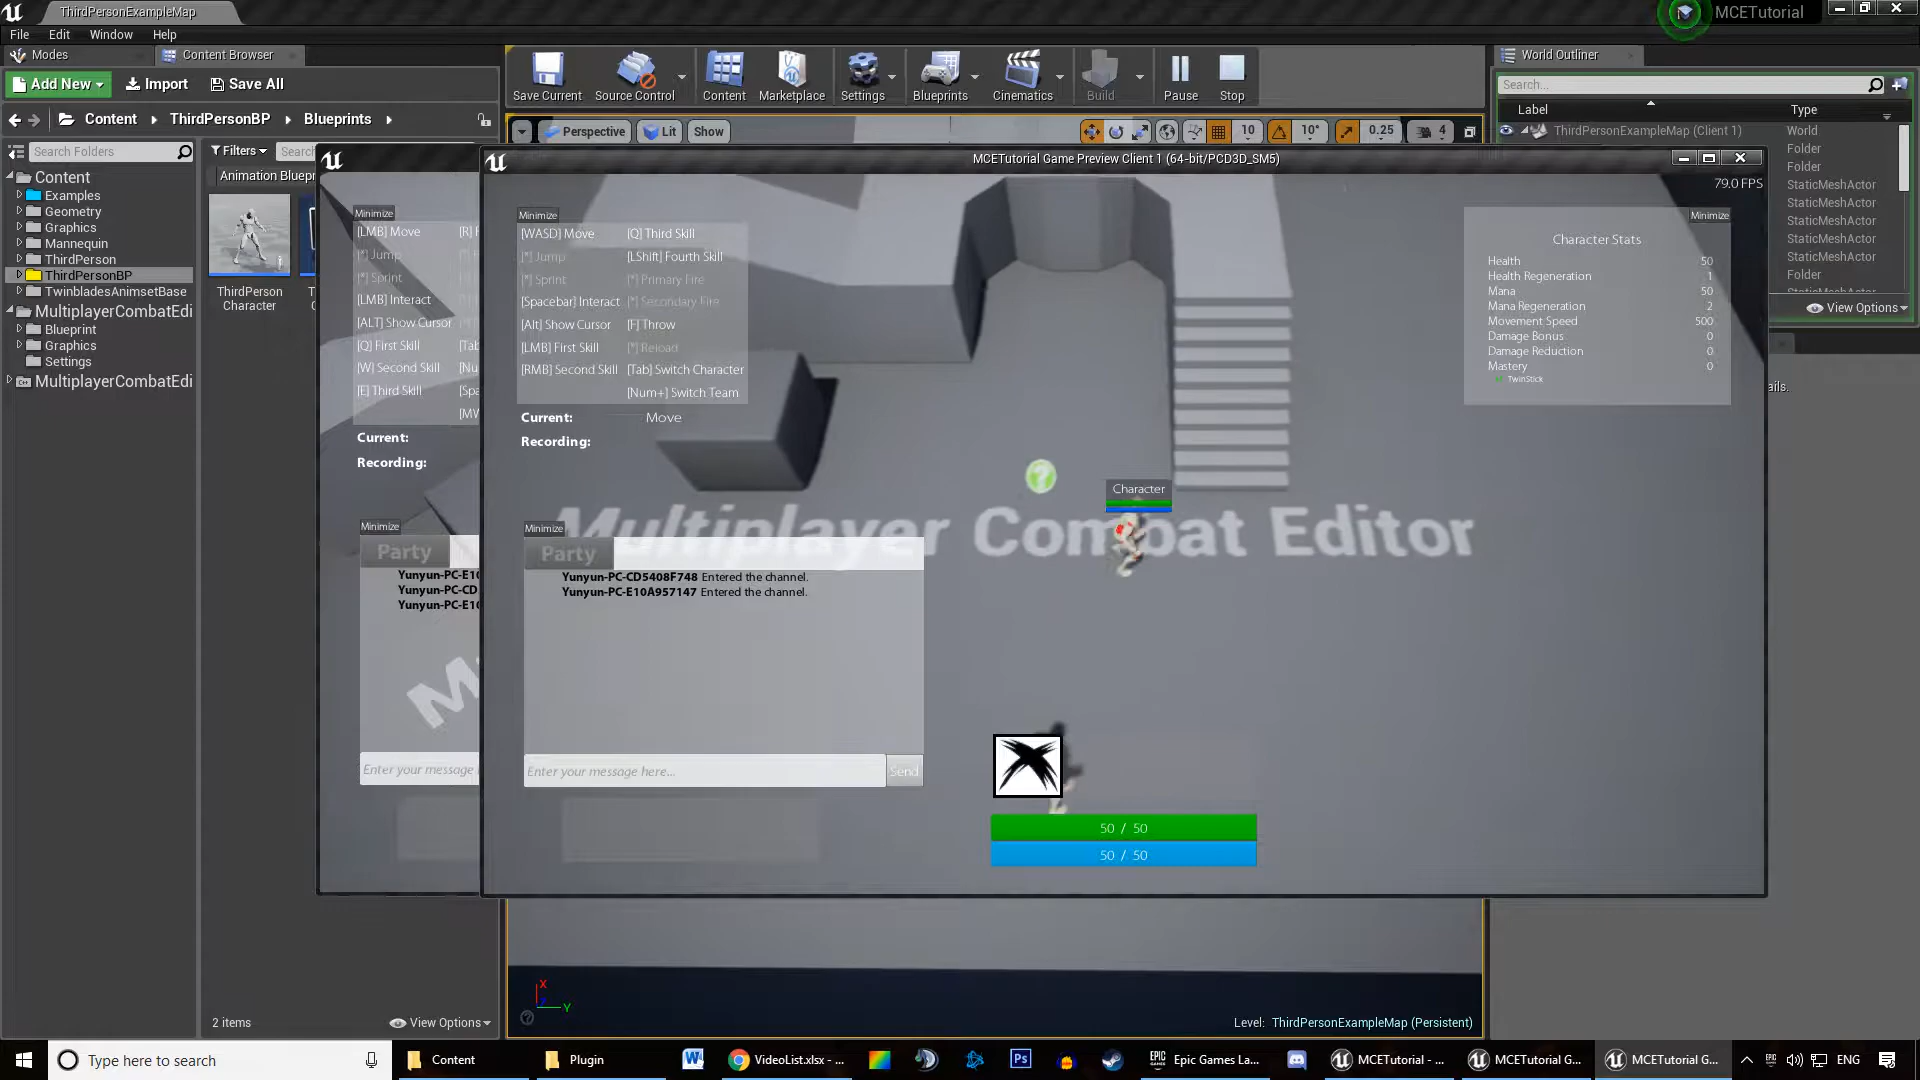 ThirdPersonExampleMap
MCETutorial
File Edit Window Help
Modes
Content Browser
World Outliner
Add New
Import
Save All
Save Current
Source Control
Content
Marketplace
Settings
Blueprints
Cinematics
Build
Pause
Stop
Search...
Label
Type
Content ThirdPersonBP Blueprints
Perspective
Lit
Show
10
10°
0.25
4
ThirdPersonExampleMap (Client 1)
World
Folder
Folder
StaticMeshActor
StaticMeshActor
StaticMeshActor
StaticMeshActor
StaticMeshActor
Folder
View Options
Search Folders
Filters
Search
Animation Bluepr
Content
Examples
Geometry
Graphics
Mannequin
ThirdPerson
ThirdPersonBP
TwinbladesAnimsetBase
MultiplayerCombatEdi
Blueprint
Graphics
Settings
MultiplayerCombatEdi
ThirdPerson
Character
2 items
View Options
Minimize
[LMB] Move
[*] Jump
[*] Sprint
[LMB] Interact
[ALT] Show Cursor
[Q] First Skill
[W] Second Skill
[E] Third Skill
Current:
Recording:
Minimize
Party
Yunyun-PC-E10
Yunyun-PC-CD
Yunyun-PC-E10
Enter your message
MCETutorial Game Preview Client 1 (64-bit/PCD3D_SM5)
79.0 FPS
Minimize
[WASD] Move
[*] Jump
[*] Sprint
[Spacebar] Interact
[Alt] Show Cursor
[LMB] First Skill
[RMB] Second Skill
[Q] Third Skill
[LShift] Fourth Skill
[*] Primary Fire
[*] Secondary Fire
[F] Throw
[*] Reload
[Tab] Switch Character
[Num+] Switch Team
Current: Move
Recording:
Minimize
Character Stats
Health 50
Health Regeneration 1
Mana 50
Mana Regeneration 2
Movement Speed 500
Damage Bonus 0
Damage Reduction 0
Mastery 0
TwinStick
?
Character
Multiplayer Combat Editor
Minimize
Party
Yunyun-PC-CD5408F748 Entered the channel.
Yunyun-PC-E10A957147 Entered the channel.
Enter your message here...
Send
50 / 50
50 / 50
X
Y
Level: ThirdPersonExampleMap (Persistent)
Type here to search
Content
Plugin
VideoList.xlsx - ...
Epic Games La...
MCETutorial - ...
MCETutorial G...
MCETutorial G...
ENG